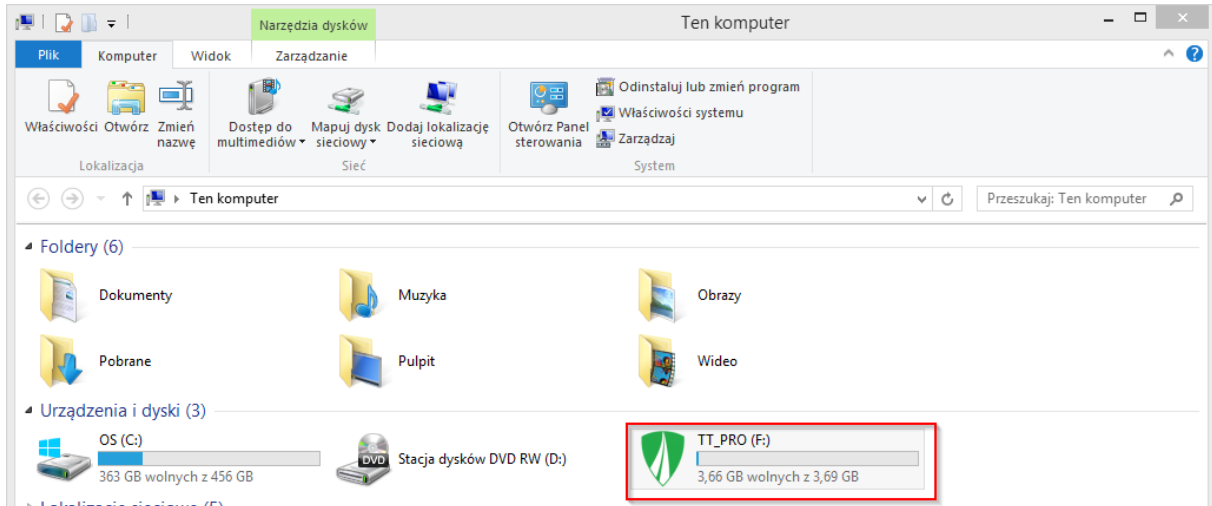 Narzędzia dysków
Ten komputer
Plik
Komputer
Widok
Zarządzanie
Właściwości
Otwórz
Zmień
nazwę
Lokalizacja
Dostęp do
multimediów
Mapuj dysk
sieciowy
Dodaj lokalizację
sieciową
Sieć
Otwórz Panel
sterowania
Odinstaluj lub zmień program
Właściwości systemu
Zarządzaj
System
Ten komputer
Przeszukaj: Ten komputer
Foldery (6)
Dokumenty
Muzyka
Obrazy
Pobrane
Pulpit
Wideo
Urządzenia i dyski (3)
OS (C:)
363 GB wolnych z 456 GB
DVD
Stacja dysków DVD RW (D:)
TT_PRO (F:)
3,66 GB wolnych z 3,69 GB
Lokalizacje sieciowe (5)